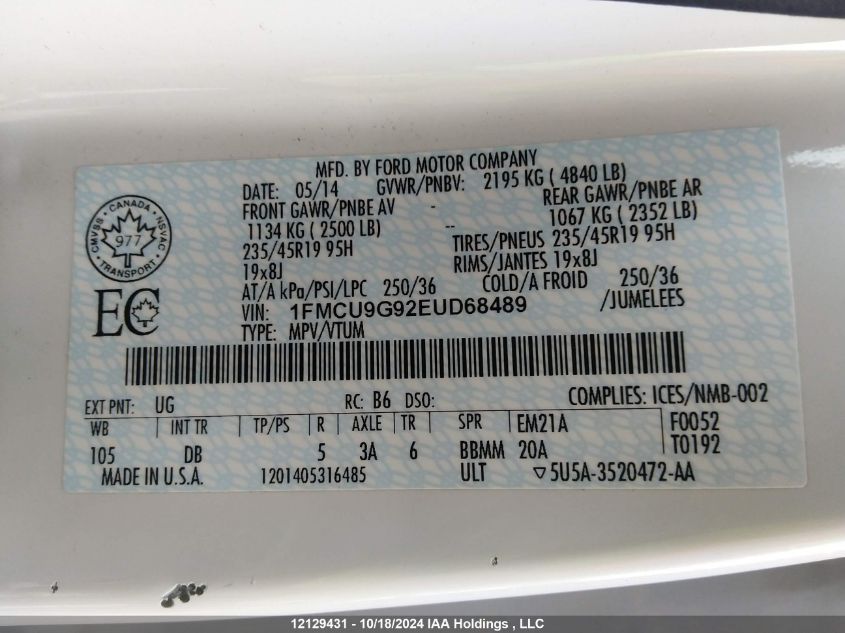 MFD. BY FORD MOTOR COMPANY
DATE: 05/14 GVWR/PNBV: 2195 KG ( 4840 LB)
FRONT GAWR/PNBE AV - REAR GAWR/PNBE AR
1134 KG ( 2500 LB) -- 1067 KG ( 2352 LB)
235/45R19 95H TIRES/PNEUS 235/45R19 95H
19x8J RIMS/JANTES 19x8J
AT/A kPa/PSI/LPC 250/36 COLD/A FROID 250/36
VIN: 1FMCU9G92EUD68489 /JUMELEES
TYPE: MPV/VTUM
CMVSS · CANADA · NSVAC
977
TRANSPORT
EC
EXT PNT: UG RC: B6 DSO: COMPLIES: ICES/NMB-002
WB INT TR TP/PS R AXLE TR SPR EM21A F0052
105 DB 5 3A 6 BBMM 20A T0192
MADE IN U.S.A. 1201405316485 ULT ▽5U5A-3520472-AA
12129431 - 10/18/2024 IAA Holdings , LLC